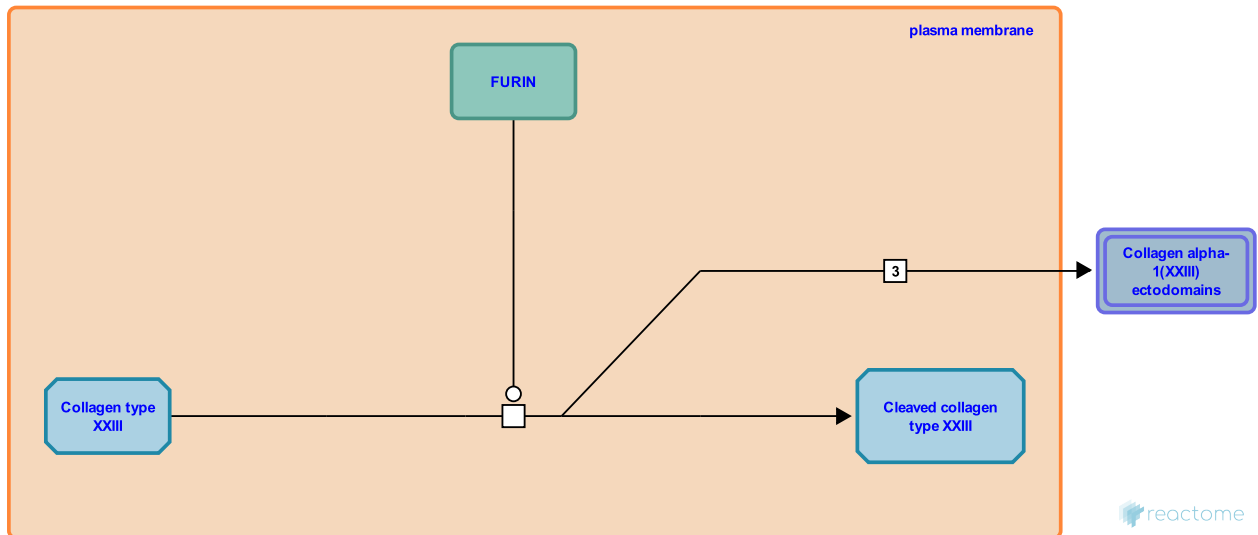 plasma membrane
FURIN
Collagen alpha-
1(XXIII)
ectodomains
3
Collagen type
XXIII
Cleaved collagen
type XXIII
reactome